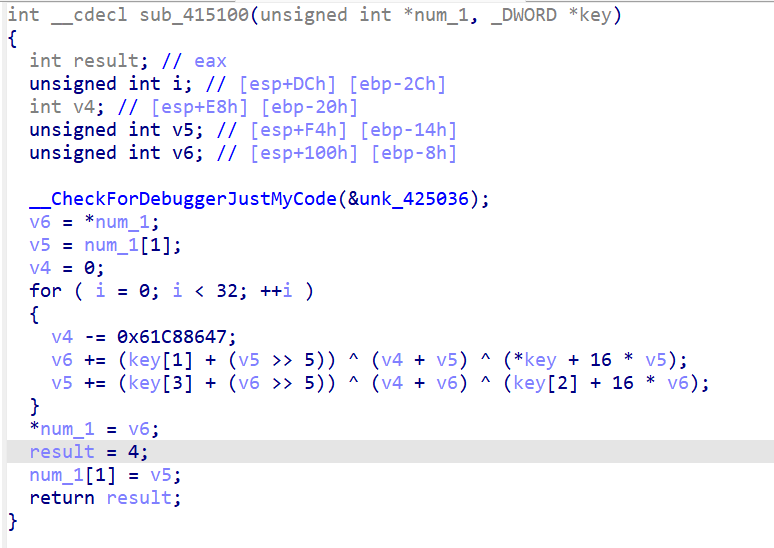 int __cdecl sub_415100(unsigned int *num_1, _DWORD *key)
{
  int result; // eax
  unsigned int i; // [esp+DCh] [ebp-2Ch]
  int v4; // [esp+E8h] [ebp-20h]
  unsigned int v5; // [esp+F4h] [ebp-14h]
  unsigned int v6; // [esp+100h] [ebp-8h]

  __CheckForDebuggerJustMyCode(&unk_425036);
  v6 = *num_1;
  v5 = num_1[1];
  v4 = 0;
  for ( i = 0; i < 32; ++i )
  {
    v4 -= 0x61C88647;
    v6 += (key[1] + (v5 >> 5)) ^ (v4 + v5) ^ (*key + 16 * v5);
    v5 += (key[3] + (v6 >> 5)) ^ (v4 + v6) ^ (key[2] + 16 * v6);
  }
  *num_1 = v6;
  result = 4;
  num_1[1] = v5;
  return result;
}